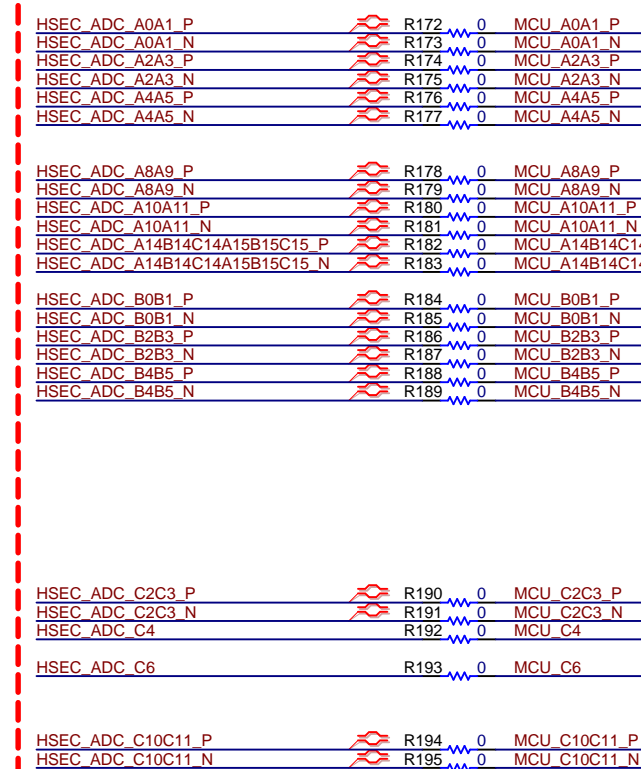 HSEC_ADC_A0A1_P R172 0 MCU_A0A1_P
HSEC_ADC_A0A1_N R173 0 MCU_A0A1_N
HSEC_ADC_A2A3_P R174 0 MCU_A2A3_P
HSEC_ADC_A2A3_N R175 0 MCU_A2A3_N
HSEC_ADC_A4A5_P R176 0 MCU_A4A5_P
HSEC_ADC_A4A5_N R177 0 MCU_A4A5_N
HSEC_ADC_A8A9_P R178 0 MCU_A8A9_P
HSEC_ADC_A8A9_N R179 0 MCU_A8A9_N
HSEC_ADC_A10A11_P R180 0 MCU_A10A11_P
HSEC_ADC_A10A11_N R181 0 MCU_A10A11_N
HSEC_ADC_A14B14C14A15B15C15_P R182 0 MCU_A14B14C14
HSEC_ADC_A14B14C14A15B15C15_N R183 0 MCU_A14B14C14
HSEC_ADC_B0B1_P R184 0 MCU_B0B1_P
HSEC_ADC_B0B1_N R185 0 MCU_B0B1_N
HSEC_ADC_B2B3_P R186 0 MCU_B2B3_P
HSEC_ADC_B2B3_N R187 0 MCU_B2B3_N
HSEC_ADC_B4B5_P R188 0 MCU_B4B5_P
HSEC_ADC_B4B5_N R189 0 MCU_B4B5_N
HSEC_ADC_C2C3_P R190 0 MCU_C2C3_P
HSEC_ADC_C2C3_N R191 0 MCU_C2C3_N
HSEC_ADC_C4 R192 0 MCU_C4
HSEC_ADC_C6 R193 0 MCU_C6
HSEC_ADC_C10C11_P R194 0 MCU_C10C11_P
HSEC_ADC_C10C11_N R195 0 MCU_C10C11_N